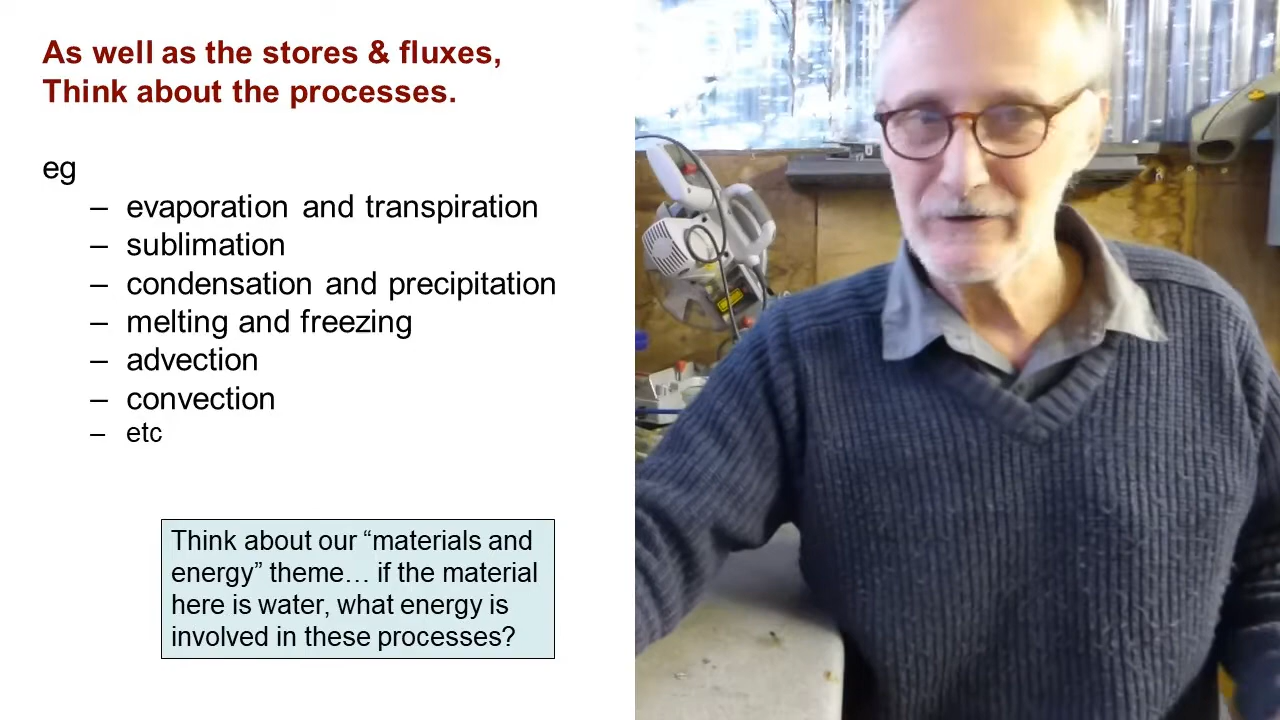 As well as the stores & fluxes,
Think about the processes.
eg
– evaporation and transpiration
– sublimation
– condensation and precipitation
– melting and freezing
– advection
– convection
– etc
Think about our “materials and
energy” theme… if the material
here is water, what energy is
involved in these processes?